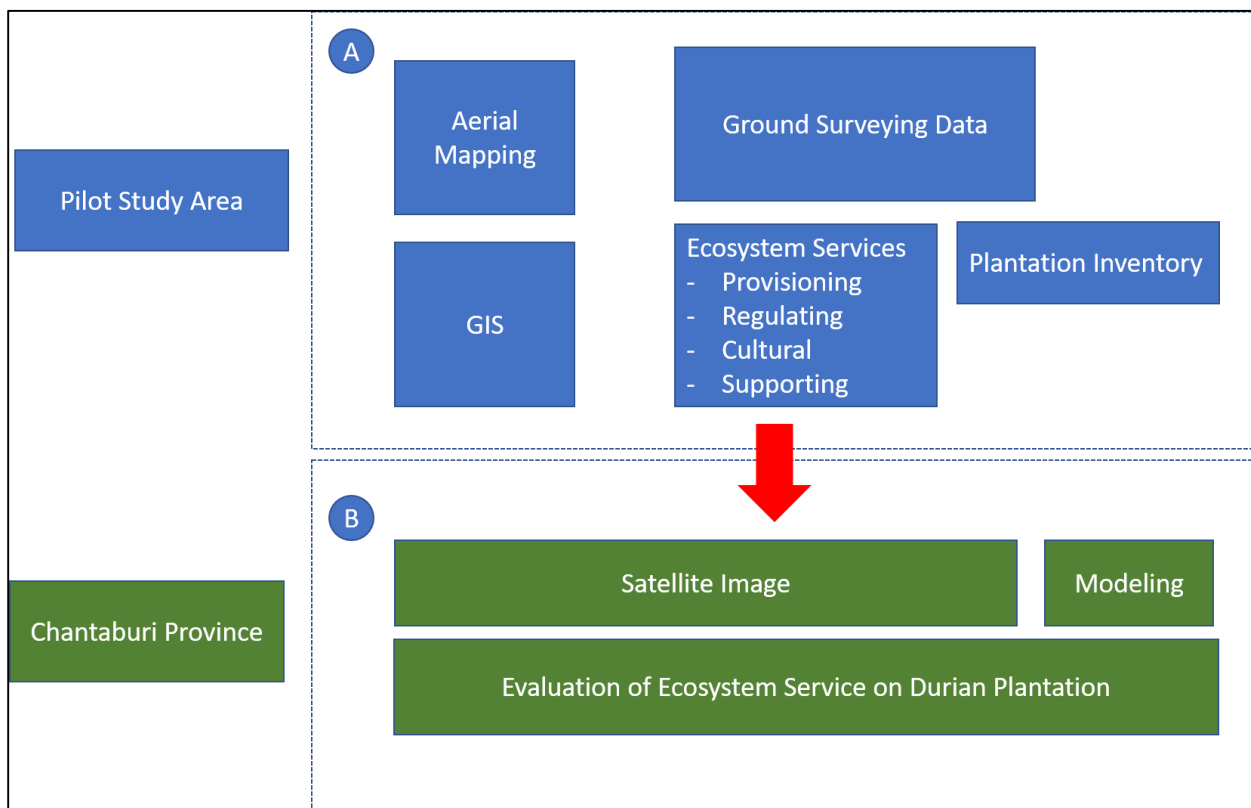 A
Aerial
Mapping
Ground Surveying Data
Pilot Study Area
GIS
Ecosystem Services
- Provisioning
- Regulating
- Cultural
- Supporting
Plantation Inventory
B
Satellite Image
Modeling
Chantaburi Province
Evaluation of Ecosystem Service on Durian Plantation